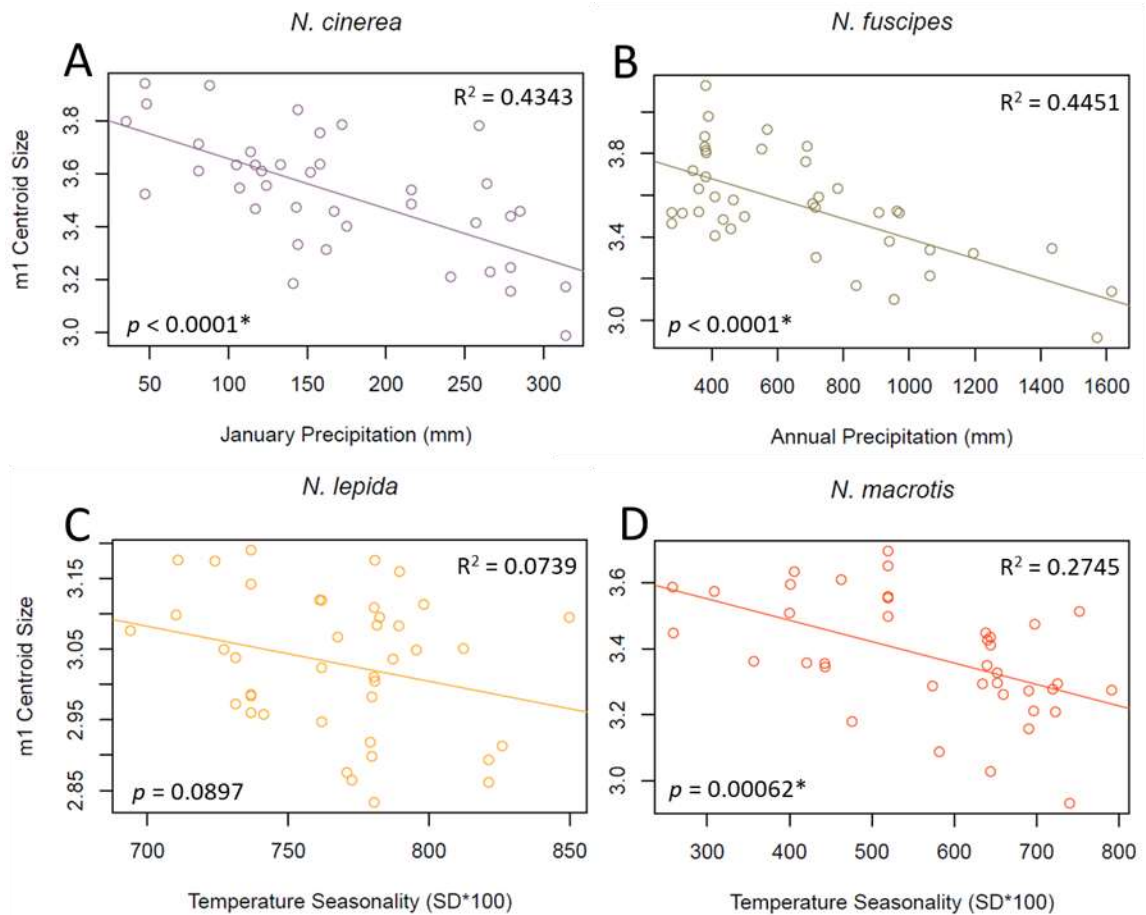 N. cinerea
A
R² = 0.4343
3.8
3.6
3.4
3.2
3.0
m1 Centroid Size
p < 0.0001*
50 100 150 200 250 300
January Precipitation (mm)
N. fuscipes
B
R² = 0.4451
3.8
3.4
3.0
p < 0.0001*
400 600 800 1000 1200 1400 1600
Annual Precipitation (mm)
N. lepida
C
R² = 0.0739
3.15
3.05
2.95
2.85
m1 Centroid Size
p = 0.0897
700 750 800 850
Temperature Seasonality (SD*100)
N. macrotis
D
R² = 0.2745
3.6
3.4
3.2
3.0
p = 0.00062*
300 400 500 600 700 800
Temperature Seasonality (SD*100)